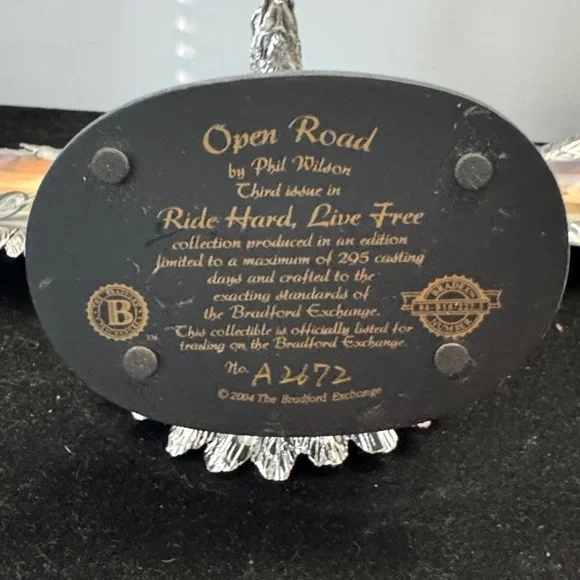 Open Road
by Phil Wilson
Third issue in
Ride Hard, Live Free
collection produced in an edition
limited to a maximum of 295 casting
days and crafted to the
exacting standards of
the Bradford Exchange.
This collectible is officially listed for
trading on the Bradford Exchange.
No. A2672
© 2004 The Bradford Exchange
B
BRADEX
NUMBER